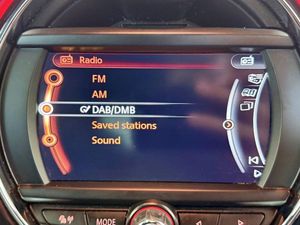 Radio
FM
AM
DAB/DMB
Saved stations
Sound
MODE